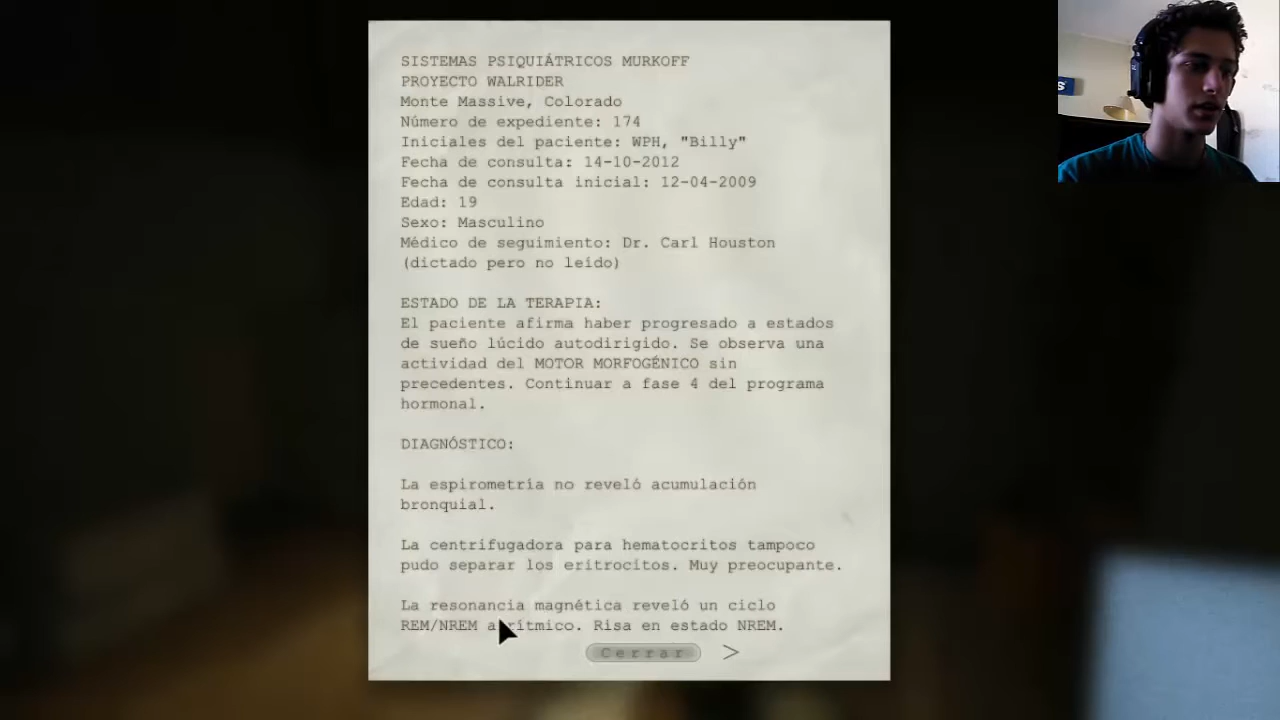 SISTEMAS PSIQUIÁTRICOS MURKOFF
PROYECTO WALRIDER
Monte Massive, Colorado
Número de expediente: 174
Iniciales del paciente: WPH, "Billy"
Fecha de consulta: 14-10-2012
Fecha de consulta inicial: 12-04-2009
Edad: 19
Sexo: Masculino
Médico de seguimiento: Dr. Carl Houston
(dictado pero no leído)
ESTADO DE LA TERAPIA:
El paciente afirma haber progresado a estados
de sueño lúcido autodirigido. Se observa una
actividad del MOTOR MORFOGÉNICO sin
precedentes. Continuar a fase 4 del programa
hormonal.
DIAGNÓSTICO:
La espirometría no reveló acumulación
bronquial.
La centrifugadora para hematocritos tampoco
pudo separar los eritrocitos. Muy preocupante.
La resonancia magnética reveló un ciclo
REM/NREM arrítmico. Risa en estado NREM.
Cerrar >